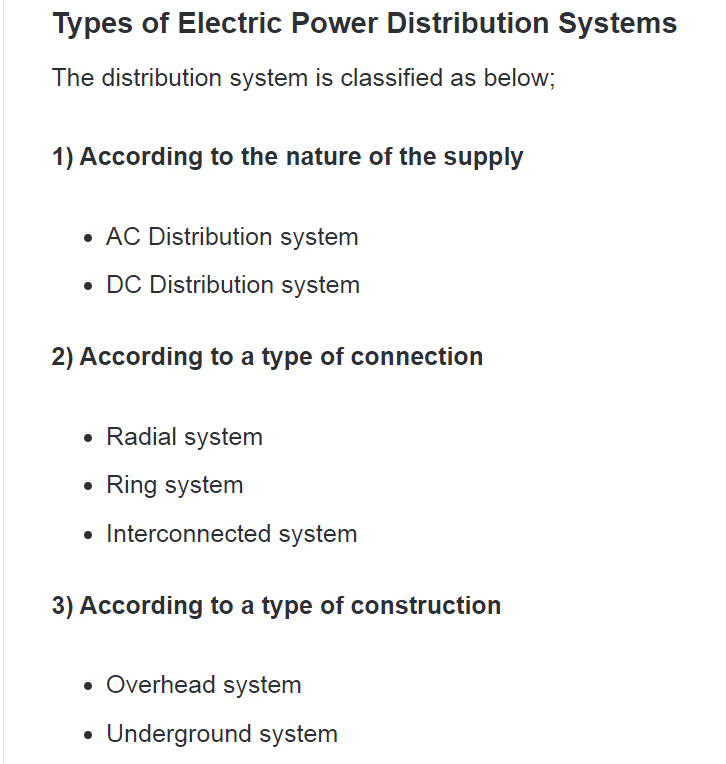 Types of Electric Power Distribution Systems
The distribution system is classified as below;
1) According to the nature of the supply
• AC Distribution system
• DC Distribution system
2) According to a type of connection
• Radial system
• Ring system
• Interconnected system
3) According to a type of construction
• Overhead system
• Underground system